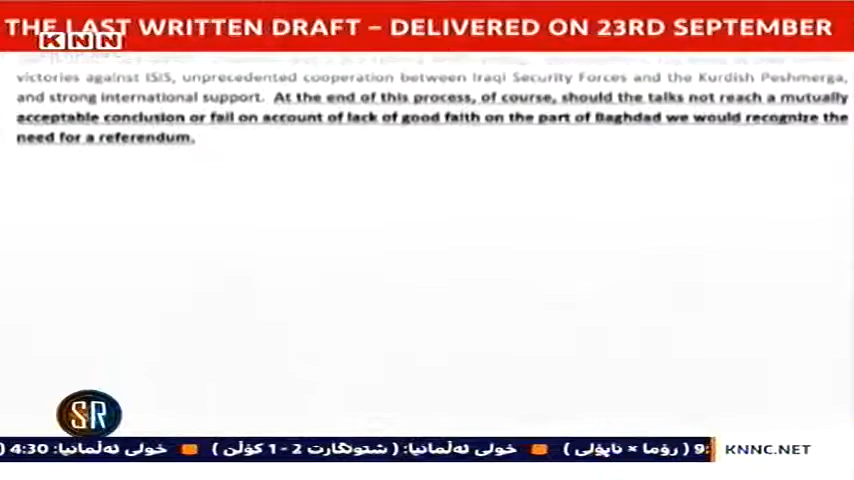 THE LAST WRITTEN DRAFT – DELIVERED ON 23RD SEPTEMBER
KNN
victories against ISIS, unprecedented cooperation between Iraqi Security Forces and the Kurdish Peshmerga,
and strong international support. At the end of this process, of course, should the talks not reach a mutually
acceptable conclusion or fail on account of lack of good faith on the part of Baghdad we would recognize the
need for a referendum.
SR
9: ( رۆما × ناپۆلی ) خولی ئەڵمانیا: ( شتوتگارت 2 - 1 کۆڵن ) خولی ئەڵمانیا: 4:30 (
KNNC.NET